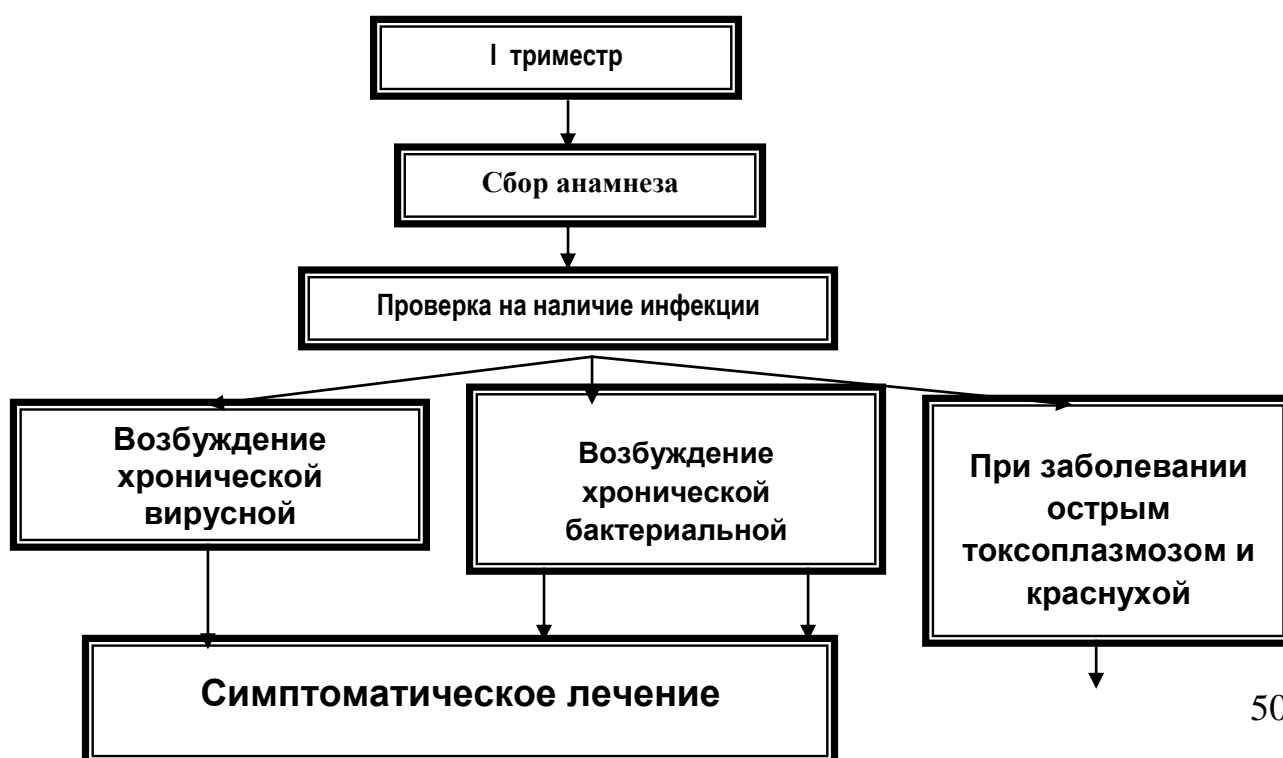 I триместр
Сбор анамнеза
Проверка на наличие инфекции
Возбуждение
хронической
вирусной
Возбуждение
хронической
бактериальной
При заболевании
острым
токсоплазмозом и
краснухой
Симптоматическое лечение
50